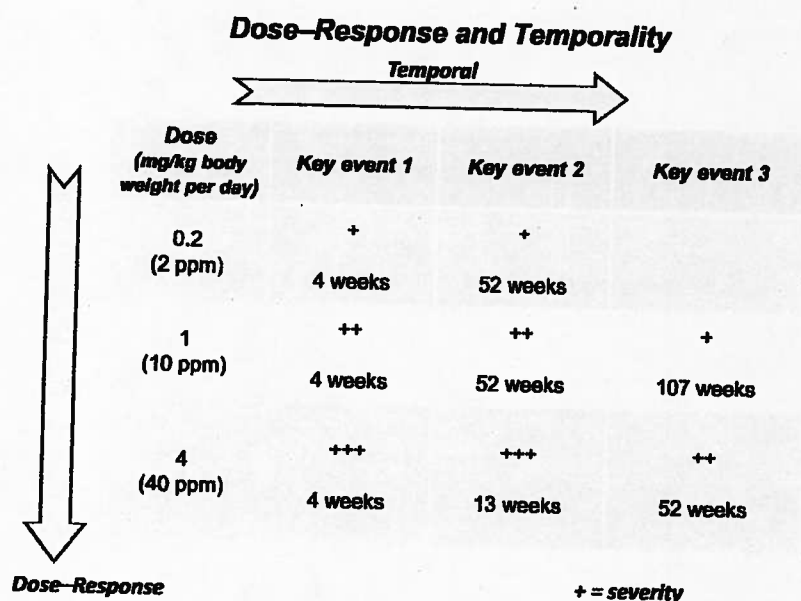 Dose–Response and Temporality
Temporal
Dose
(mg/kg body
weight per day)
Key event 1
Key event 2
Key event 3
0.2
(2 ppm)
+
4 weeks
+
52 weeks
1
(10 ppm)
++
4 weeks
++
52 weeks
+
107 weeks
4
(40 ppm)
+++
4 weeks
+++
13 weeks
++
52 weeks
Dose–Response
+ = severity